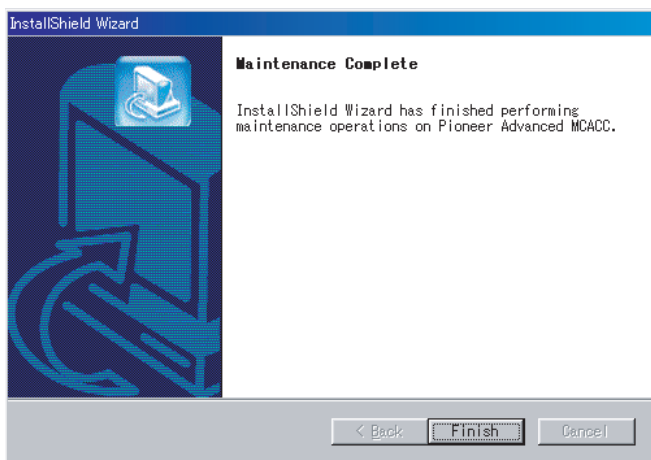 InstallShield Wizard
Maintenance Complete
InstallShield Wizard has finished performing
maintenance operations on Pioneer Advanced MCACC.
< Back
Finish
Cancel